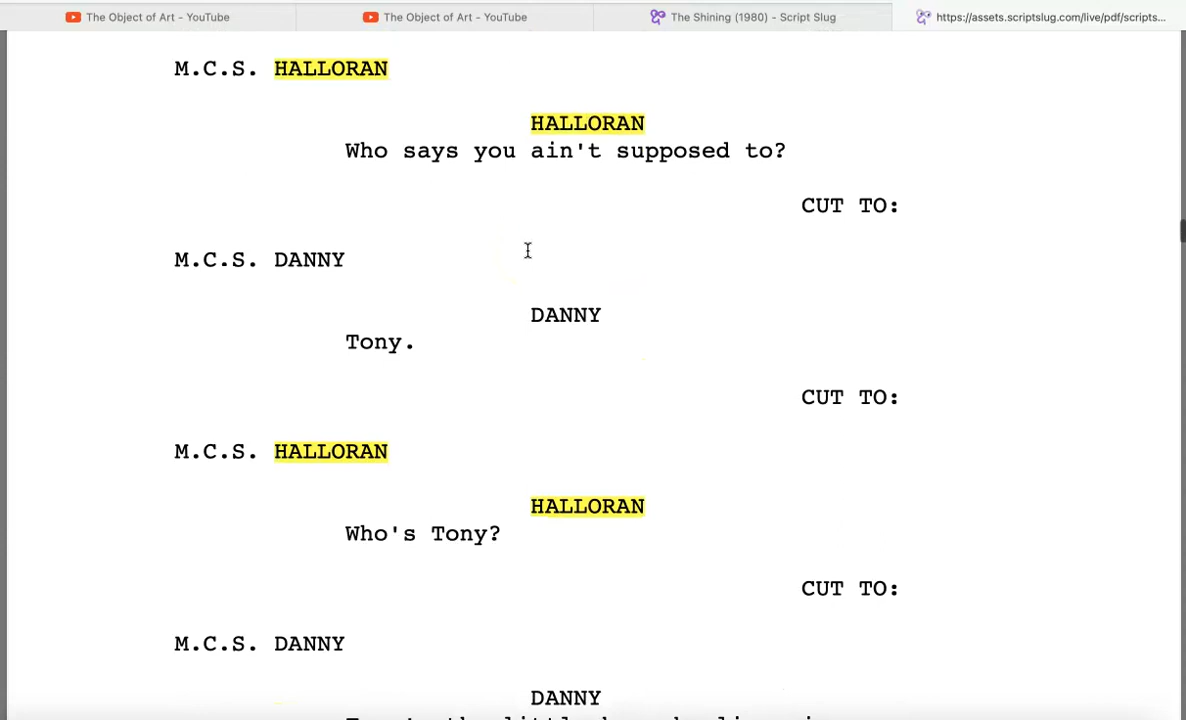 The Object of Art - YouTube
The Object of Art - YouTube
The Shining (1980) - Script Slug
https://assets.scriptslug.com/live/pdf/scripts...
M.C.S. HALLORAN
HALLORAN
Who says you ain't supposed to?
CUT TO:
M.C.S. DANNY
DANNY
Tony.
CUT TO:
M.C.S. HALLORAN
HALLORAN
Who's Tony?
CUT TO:
M.C.S. DANNY
DANNY